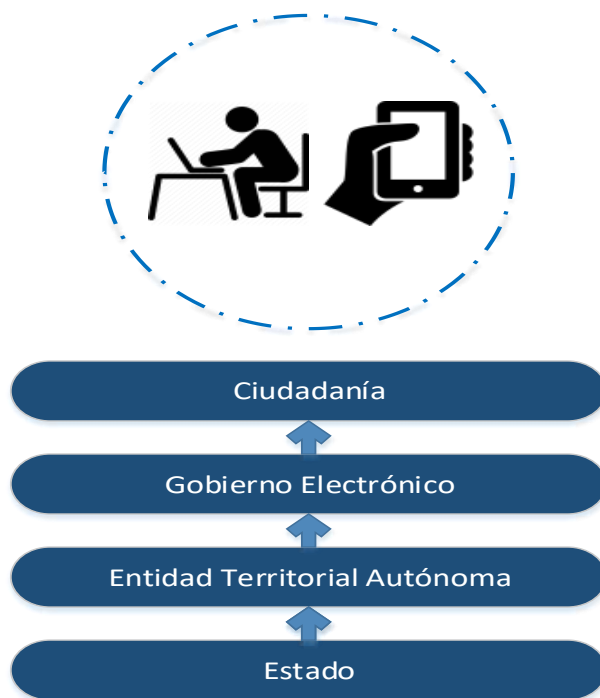 Ciudadanía
Gobierno Electrónico
Entidad Territorial Autónoma
Estado